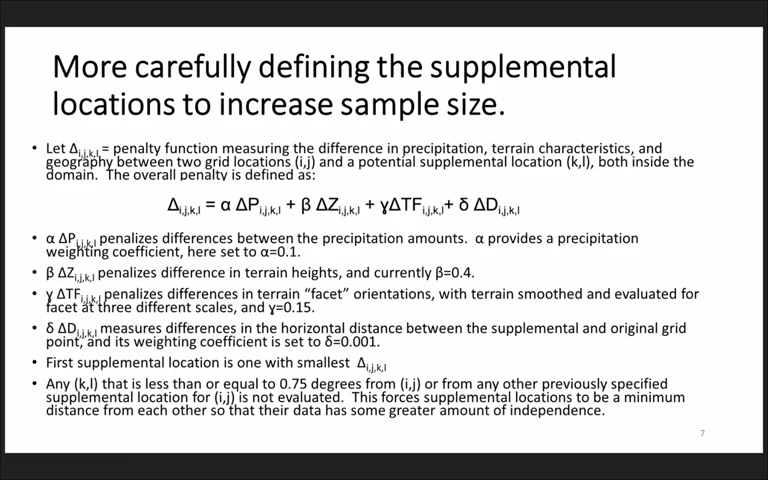 More carefully defining the supplemental
locations to increase sample size.
• Let Δi,j,k,l = penalty function measuring the difference in precipitation, terrain characteristics, and
geography between two grid locations (i,j) and a potential supplemental location (k,l), both inside the
domain. The overall penalty is defined as:
Δi,j,k,l = α ΔPi,j,k,l + β ΔZi,j,k,l + ɣΔTFi,j,k,l+ δ ΔDi,j,k,l
• α ΔPi,j,k,l penalizes differences between the precipitation amounts. α provides a precipitation
weighting coefficient, here set to α=0.1.
• β ΔZi,j,k,l penalizes difference in terrain heights, and currently β=0.4.
• γ ΔTFi,j,k,l penalizes differences in terrain “facet” orientations, with terrain smoothed and evaluated for
facet at three different scales, and ɣ=0.15.
• δ ΔDi,j,k,l measures differences in the horizontal distance between the supplemental and original grid
point, and its weighting coefficient is set to δ=0.001.
• First supplemental location is one with smallest Δi,j,k,l
• Any (k,l) that is less than or equal to 0.75 degrees from (i,j) or from any other previously specified
supplemental location for (i,j) is not evaluated. This forces supplemental locations to be a minimum
distance from each other so that their data has some greater amount of independence.
7